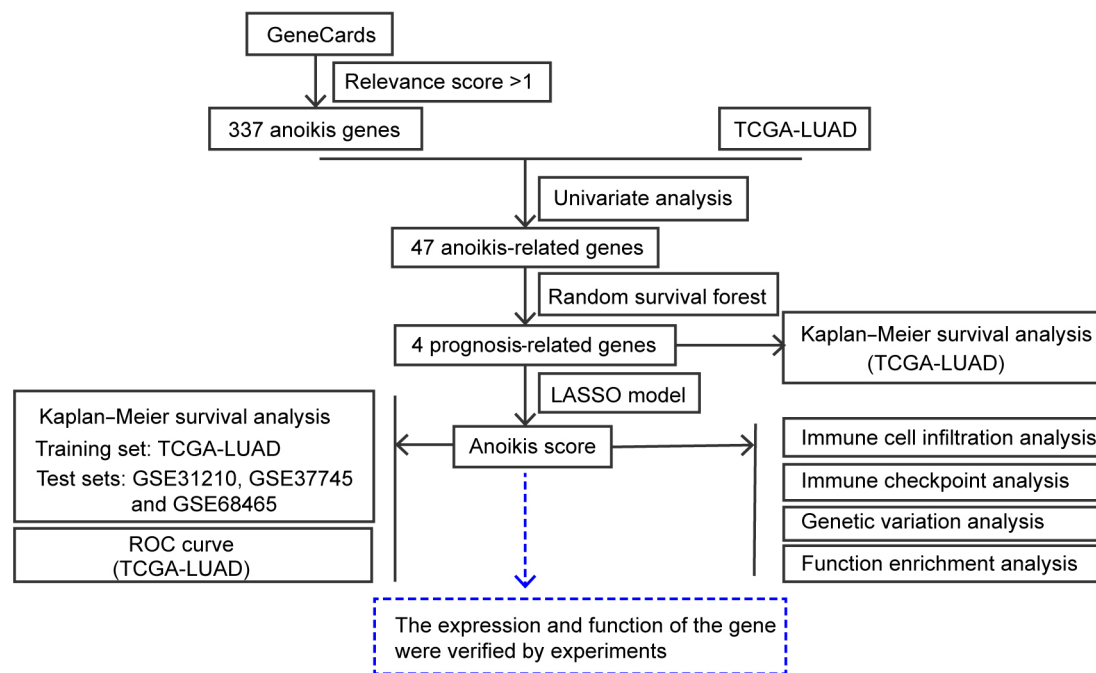 GeneCards
Relevance score >1
337 anoikis genes
TCGA-LUAD
Univariate analysis
47 anoikis-related genes
Random survival forest
4 prognosis-related genes
Kaplan–Meier survival analysis
(TCGA-LUAD)
LASSO model
Kaplan–Meier survival analysis
Training set: TCGA-LUAD
Test sets: GSE31210, GSE37745
and GSE68465
ROC curve
(TCGA-LUAD)
Anoikis score
Immune cell infiltration analysis
Immune checkpoint analysis
Genetic variation analysis
Function enrichment analysis
The expression and function of the gene
were verified by experiments